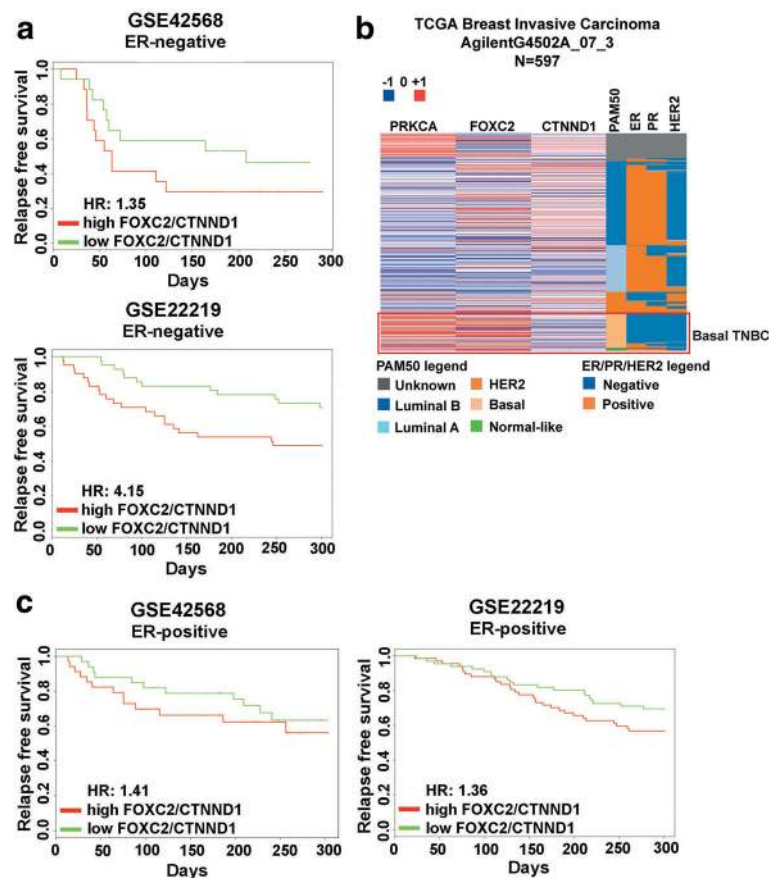 a
GSE42568
ER-negative
Relapse free survival
1.0
0.8
0.6
0.4
0.2
0.0
HR: 1.35
high FOXC2/CTNND1
low FOXC2/CTNND1
0 50 100 150 200 250 300
Days
GSE22219
ER-negative
Relapse free survival
1.0
0.8
0.6
0.4
0.2
0.0
HR: 4.15
high FOXC2/CTNND1
low FOXC2/CTNND1
0 50 100 150 200 250 300
Days
b
TCGA Breast Invasive Carcinoma
AgilentG4502A_07_3
N=597
-1 0 +1
PRKCA FOXC2 CTNND1 PAM50 ER PR HER2
Basal TNBC
PAM50 legend
Unknown
Luminal B
Luminal A
HER2
Basal
Normal-like
ER/PR/HER2 legend
Negative
Positive
c
GSE42568
ER-positive
Relapse free survival
1.0
0.8
0.6
0.4
0.2
0.0
HR: 1.41
high FOXC2/CTNND1
low FOXC2/CTNND1
0 50 100 150 200 250 300
Days
GSE22219
ER-positive
Relapse free survival
1.0
0.8
0.6
0.4
0.2
0.0
HR: 1.36
high FOXC2/CTNND1
low FOXC2/CTNND1
0 50 100 150 200 250 300
Days